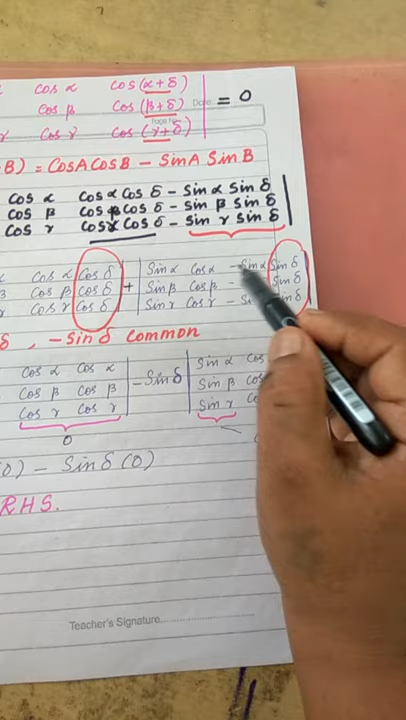 cos α cos(α+δ)
cos β cos(β+δ) = 0
cos γ cos(γ+δ)
B) = cosA cosB - sinA sinB
cos α cos α cos δ - sin α sin δ
cos β cos β cos δ - sin β sin δ
cos γ cos γ cos δ - sin γ sin δ
cos α cos δ + sin α cos α - sin α sin δ
cos β cos δ sin β cos β - sin δ
cos γ cos δ sin γ cos γ -
δ, - sin δ common
cos α cos α - sin δ sin α
cos β cos β sin β
cos γ cos γ sin γ
0
0) - sin δ (0)
RHS.
Teacher's Signature